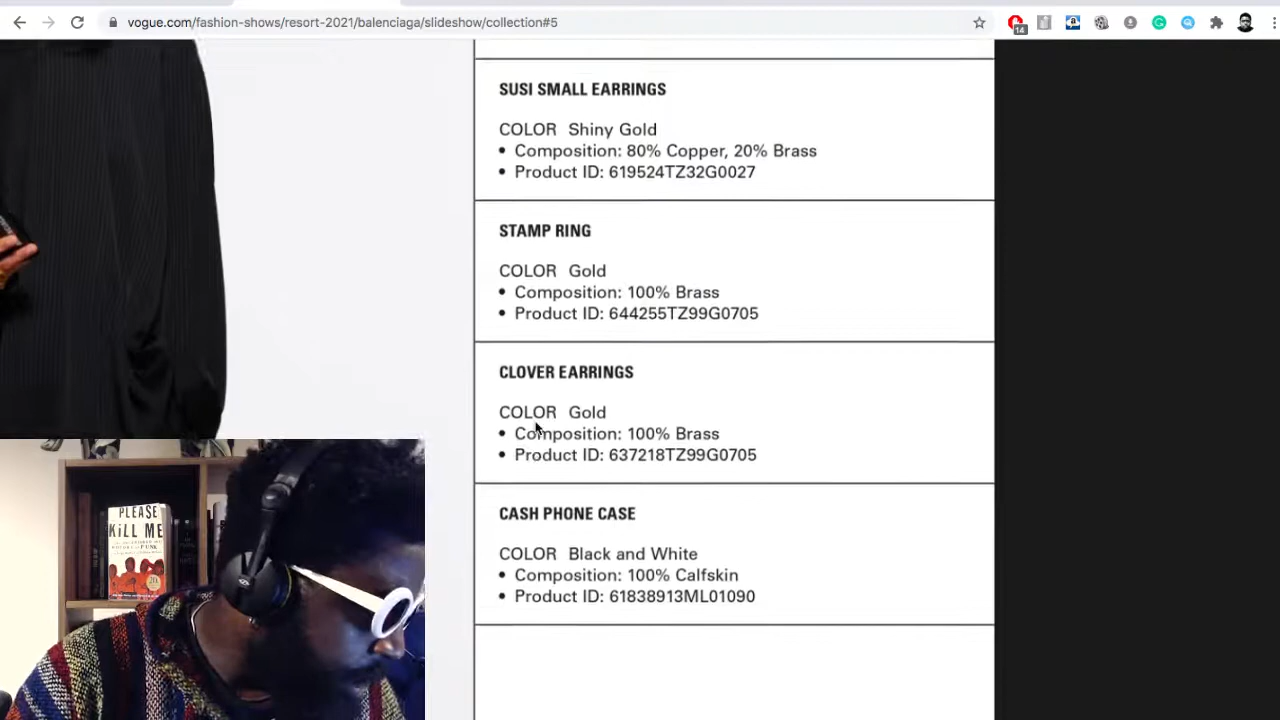 vogue.com/fashion-shows/resort-2021/balenciaga/slideshow/collection#5
14
SUSI SMALL EARRINGS
COLOR Shiny Gold
• Composition: 80% Copper, 20% Brass
• Product ID: 619524TZ32G0027
STAMP RING
COLOR Gold
• Composition: 100% Brass
• Product ID: 644255TZ99G0705
CLOVER EARRINGS
COLOR Gold
• Composition: 100% Brass
• Product ID: 637218TZ99G0705
CASH PHONE CASE
COLOR Black and White
• Composition: 100% Calfskin
• Product ID: 61838913ML01090
PLEASE
KILL ME